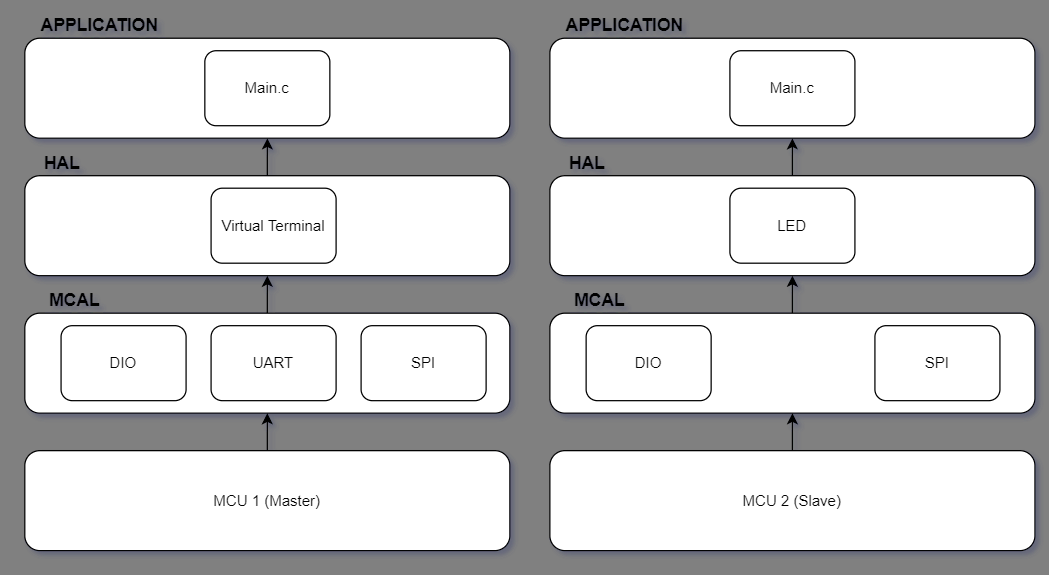 APPLICATION
Main.c
HAL
Virtual Terminal
MCAL
DIO
UART
SPI
MCU 1 (Master)
APPLICATION
Main.c
HAL
LED
MCAL
DIO
SPI
MCU 2 (Slave)